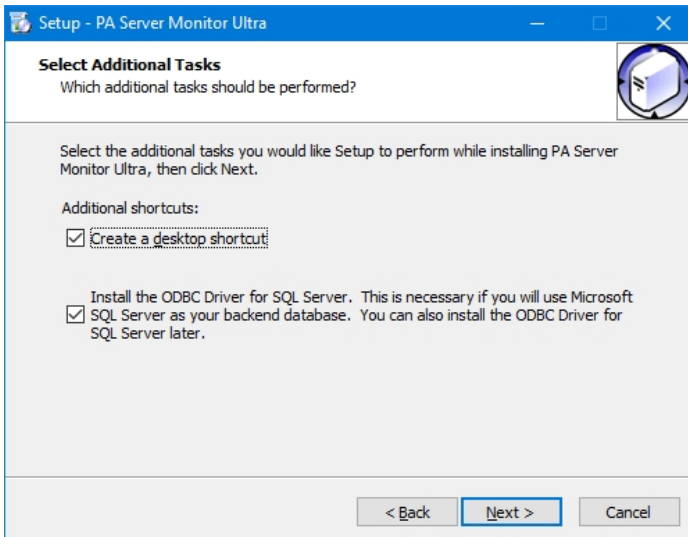 Setup - PA Server Monitor Ultra
Select Additional Tasks
Which additional tasks should be performed?
Select the additional tasks you would like Setup to perform while installing PA Server
Monitor Ultra, then click Next.
Additional shortcuts:
Create a desktop shortcut
Install the ODBC Driver for SQL Server.  This is necessary if you will use Microsoft
SQL Server as your backend database.  You can also install the ODBC Driver for
SQL Server later.
< Back
Next >
Cancel